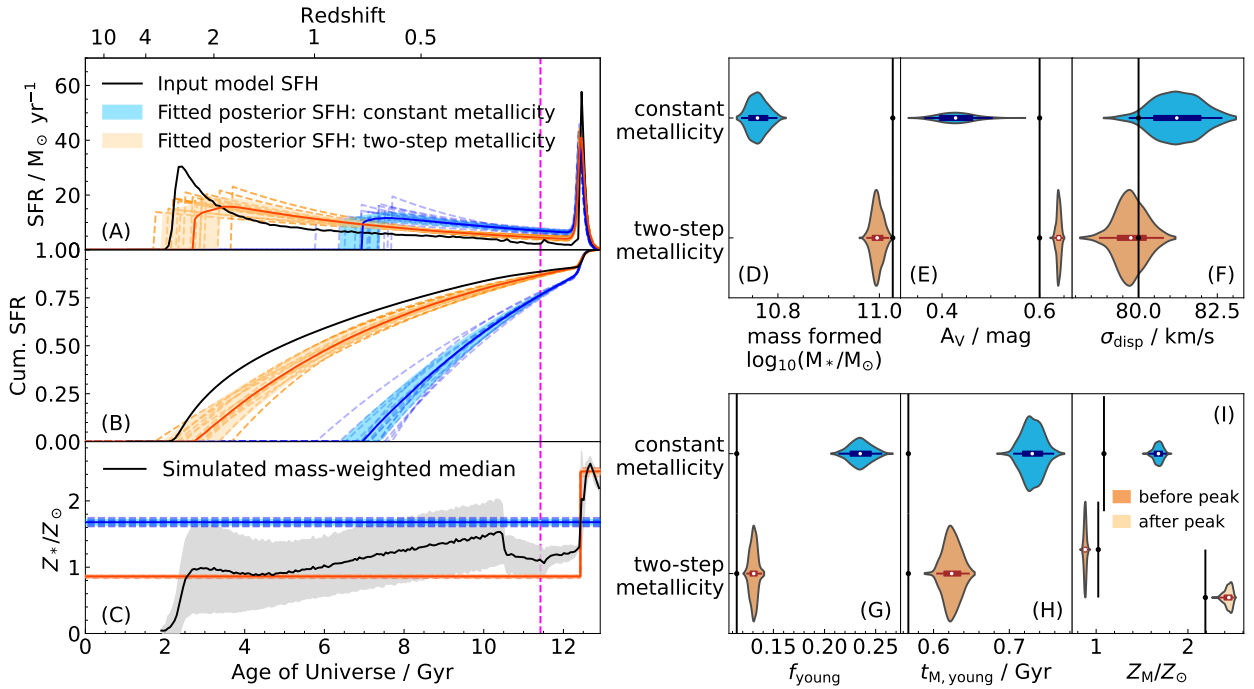 Redshift
10 4 2 1 0.5
60
40
20
1.00
SFR / M⊙ yr⁻¹
Input model SFH
Fitted posterior SFH: constant metallicity
Fitted posterior SFH: two-step metallicity
(A)
0.75
0.50
0.25
0.00
Cum. SFR
(B)
2
1
0
Z*/Z⊙
Simulated mass-weighted median
(C)
0 2 4 6 8 10 12
Age of Universe / Gyr
constant
metallicity
two-step
metallicity
(D) (E) (F)
10.8 11.0 0.4 0.6 80.0 82.5
mass formed
log₁₀(M*/M⊙)
A_V / mag
σ_disp / km/s
constant
metallicity
two-step
metallicity
(I)
before peak
after peak
(G) (H)
0.15 0.20 0.25 0.6 0.7 1 2
f_young
t_M, young / Gyr
Z_M/Z⊙